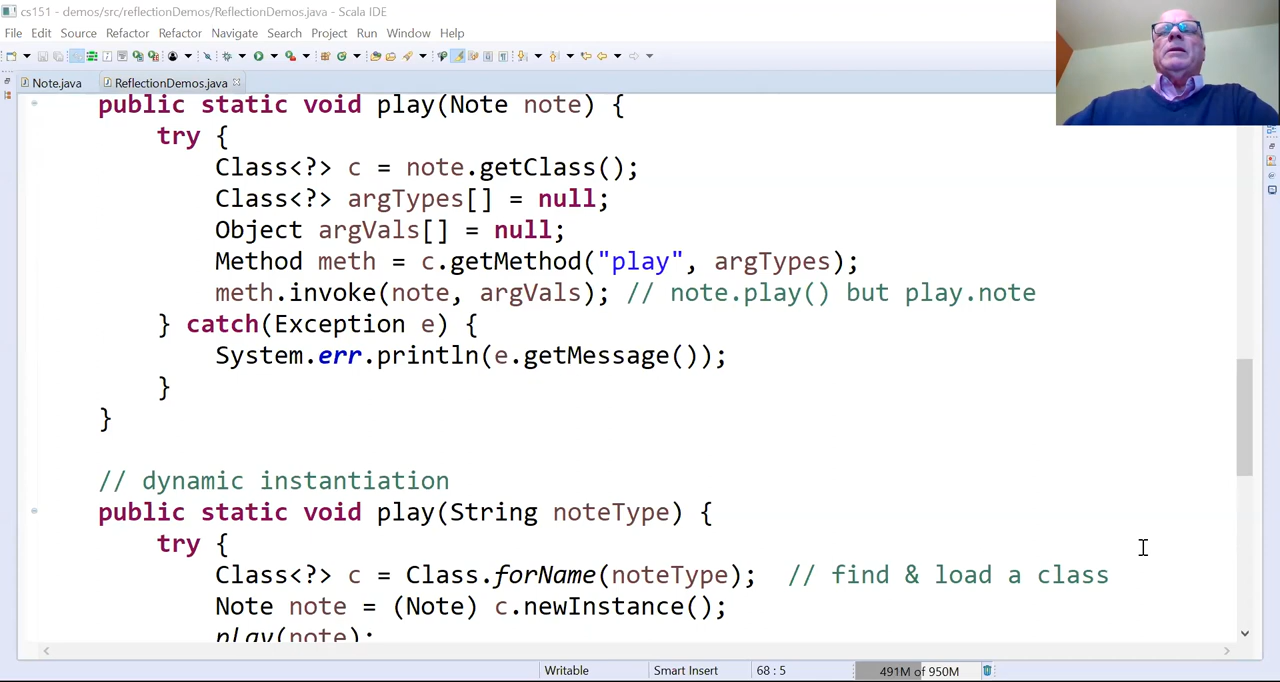 cs151 - demos/src/reflectionDemos/ReflectionDemos.java - Scala IDE
File Edit Source Refactor Refactor Navigate Search Project Run Window Help
Note.java ReflectionDemos.java
public static void play(Note note) {
try {
Class<?> c = note.getClass();
Class<?> argTypes[] = null;
Object argVals[] = null;
Method meth = c.getMethod("play", argTypes);
meth.invoke(note, argVals); // note.play() but play.note
} catch(Exception e) {
System.err.println(e.getMessage());
}
}
// dynamic instantiation
public static void play(String noteType) {
try {
Class<?> c = Class.forName(noteType); // find & load a class
Note note = (Note) c.newInstance();
play(note);
Writable Smart Insert 68 : 5 491M of 950M